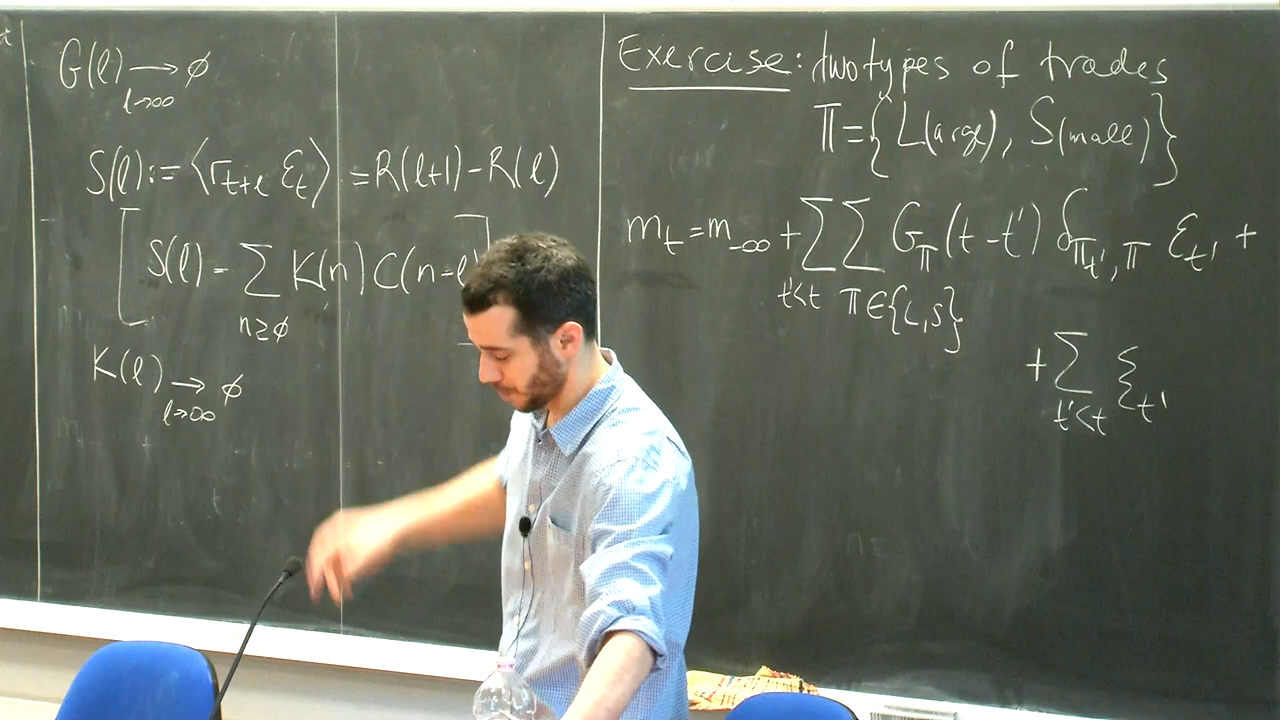 G(l) ⟶ ϕ
l→∞
S(l) := ⟨r_{t+l} ε_t⟩ = R(l+1) − R(l)
[ S(l) = ∑_{n≥ϕ} K(n) C(n−l) ]
K(l) → ϕ
l→∞
Exercise: two types of trades
π = {L(arge), S(mall)}
m_t = m_{−∞} + ∑_{t'<t} ∑_{π∈{L,S}} G_π(t−t') δ_{π_{t'},π} ε_{t'} +
+ ∑_{t'<t} ξ_{t'}